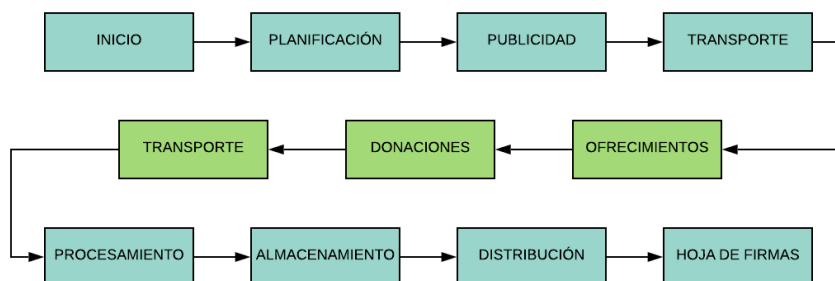 INICIO
PLANIFICACIÓN
PUBLICIDAD
TRANSPORTE
OFRECIMIENTOS
DONACIONES
TRANSPORTE
PROCESAMIENTO
ALMACENAMIENTO
DISTRIBUCIÓN
HOJA DE FIRMAS